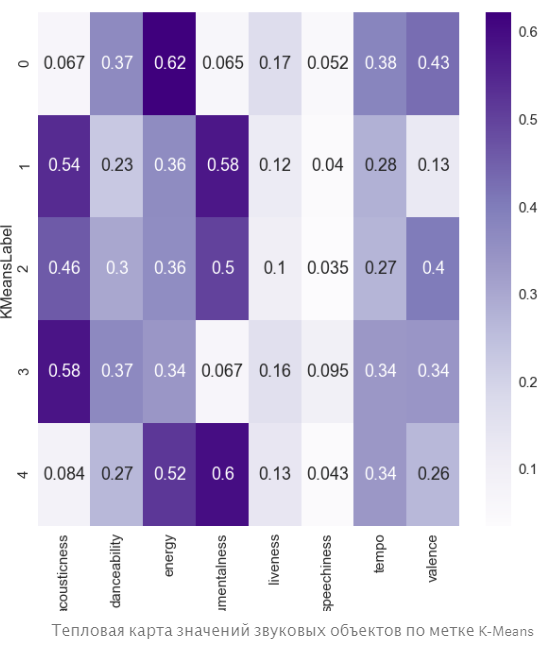 0 0.067 0.37 0.62 0.065 0.17 0.052 0.38 0.43
1 0.54 0.23 0.36 0.58 0.12 0.04 0.28 0.13
2 0.46 0.3 0.36 0.5 0.1 0.035 0.27 0.4
3 0.58 0.37 0.34 0.067 0.16 0.095 0.34 0.34
4 0.084 0.27 0.52 0.6 0.13 0.043 0.34 0.26
KMeansLabel
0.6
0.5
0.4
0.3
0.2
0.1
cousticness
danceability
energy
umentalness
liveness
speechiness
tempo
valence
Тепловая карта значений звуковых объектов по метке K-Means